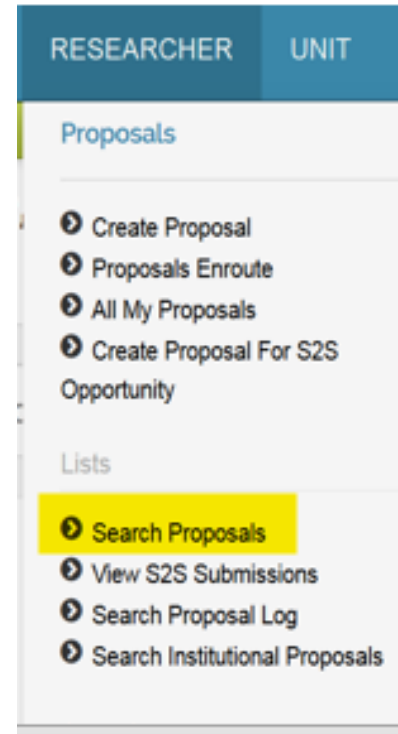 RESEARCHER UNIT
Proposals
Create Proposal
Proposals Enroute
All My Proposals
Create Proposal For S2S
Opportunity
Lists
Search Proposals
View S2S Submissions
Search Proposal Log
Search Institutional Proposals